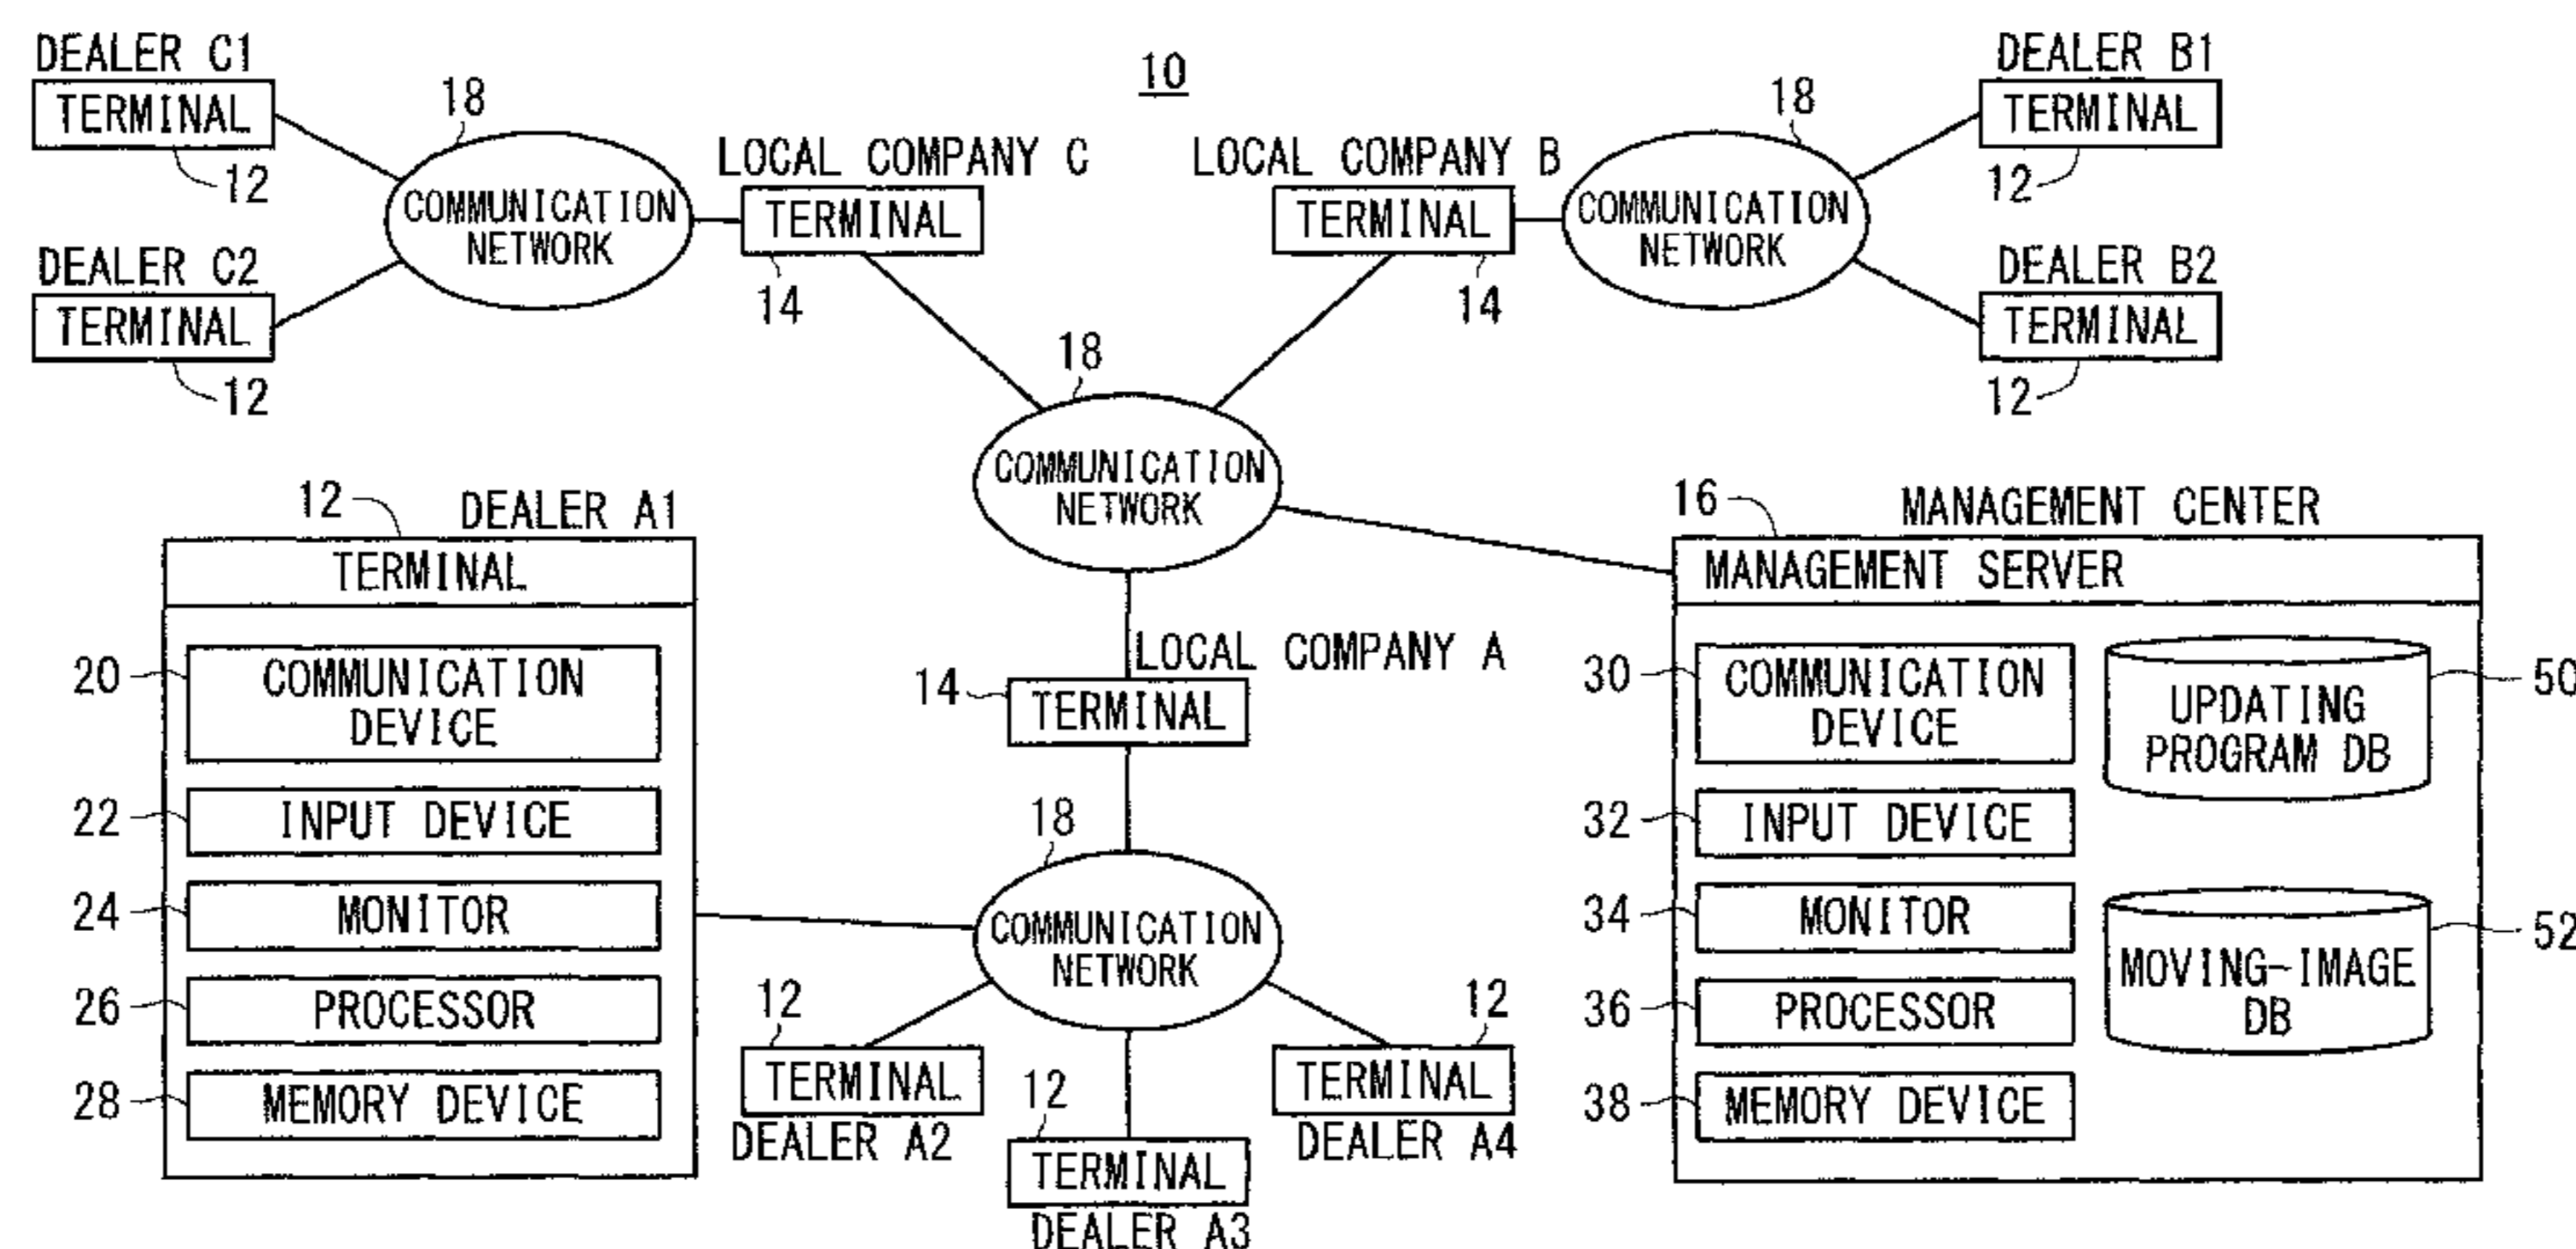 10
DEALER C1
TERMINAL
12
DEALER C2
TERMINAL
12
18
COMMUNICATION
NETWORK
LOCAL COMPANY C
TERMINAL
14
LOCAL COMPANY B
TERMINAL
14
18
COMMUNICATION
NETWORK
DEALER B1
TERMINAL
12
DEALER B2
TERMINAL
12
18
COMMUNICATION
NETWORK
12
DEALER A1
TERMINAL
20
COMMUNICATION
DEVICE
22
INPUT DEVICE
24
MONITOR
26
PROCESSOR
28
MEMORY DEVICE
LOCAL COMPANY A
14
TERMINAL
18
COMMUNICATION
NETWORK
12
TERMINAL
DEALER A2
12
TERMINAL
DEALER A3
12
TERMINAL
DEALER A4
16
MANAGEMENT CENTER
MANAGEMENT SERVER
30
COMMUNICATION
DEVICE
32
INPUT DEVICE
34
MONITOR
36
PROCESSOR
38
MEMORY DEVICE
UPDATING
PROGRAM DB
50
MOVING-IMAGE
DB
52